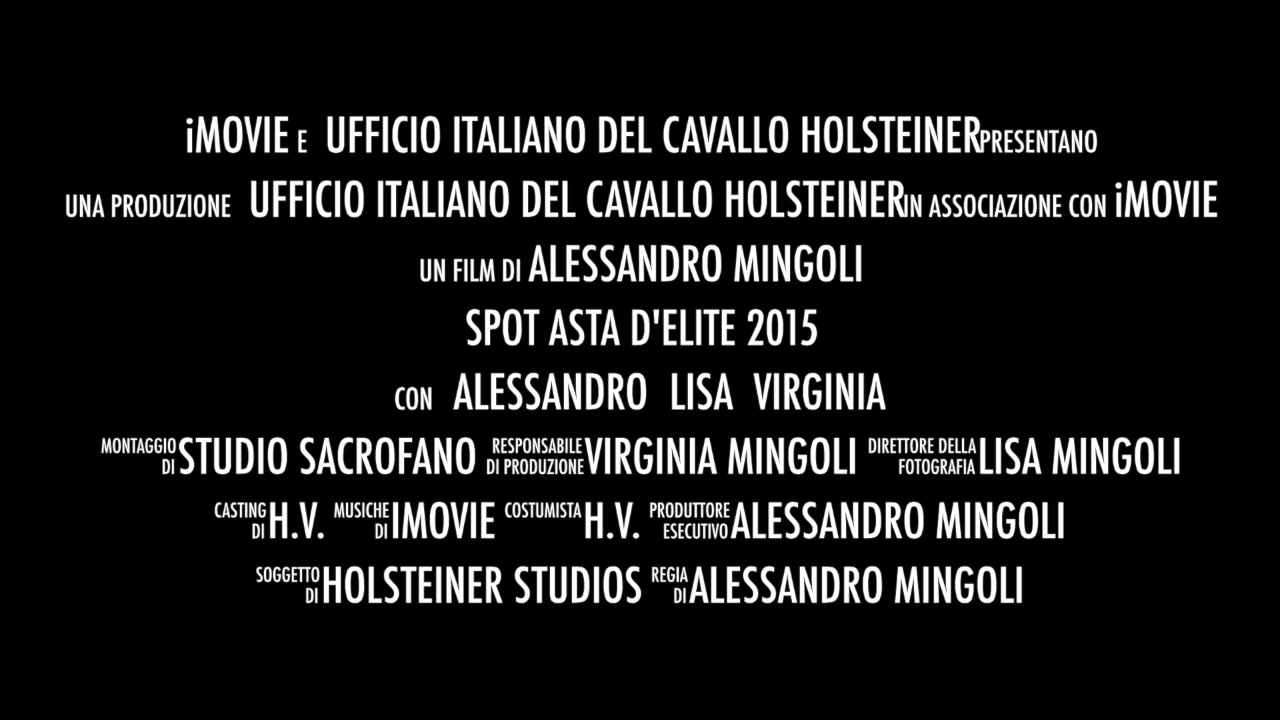 iMOVIE E UFFICIO ITALIANO DEL CAVALLO HOLSTEINER PRESENTANO
UNA PRODUZIONE UFFICIO ITALIANO DEL CAVALLO HOLSTEINER IN ASSOCIAZIONE CON iMOVIE
UN FILM DI ALESSANDRO MINGOLI
SPOT ASTA D'ELITE 2015
CON ALESSANDRO LISA VIRGINIA
MONTAGGIO DI STUDIO SACROFANO RESPONSABILE DI PRODUZIONE VIRGINIA MINGOLI DIRETTORE DELLA FOTOGRAFIA LISA MINGOLI
CASTING DI H.V. MUSICHE DI IMOVIE COSTUMISTA H.V. PRODUTTORE ESECUTIVO ALESSANDRO MINGOLI
SOGGETTO DI HOLSTEINER STUDIOS REGIA DI ALESSANDRO MINGOLI